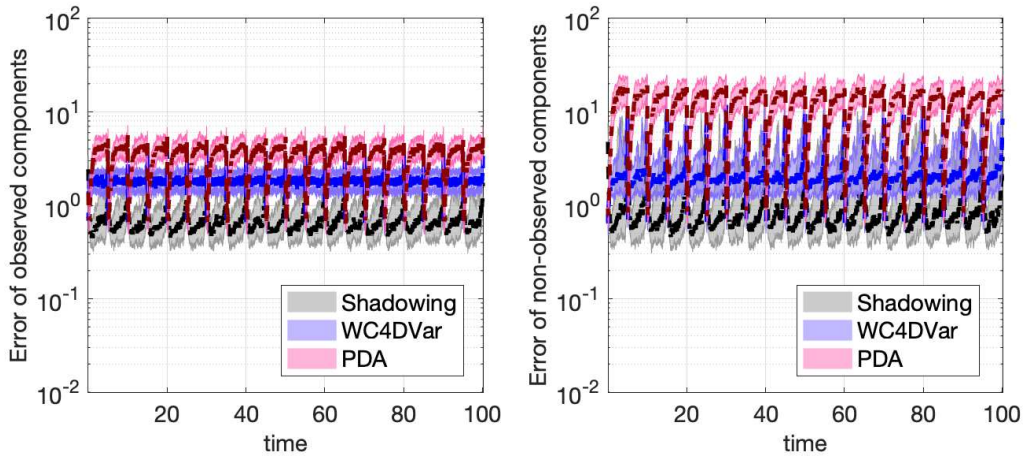 Error of observed components
10^2
10^1
10^0
10^-1
10^-2
20 40 60 80 100
time
Shadowing
WC4DVar
PDA
Error of non-observed components
10^2
10^1
10^0
10^-1
10^-2
20 40 60 80 100
time
Shadowing
WC4DVar
PDA